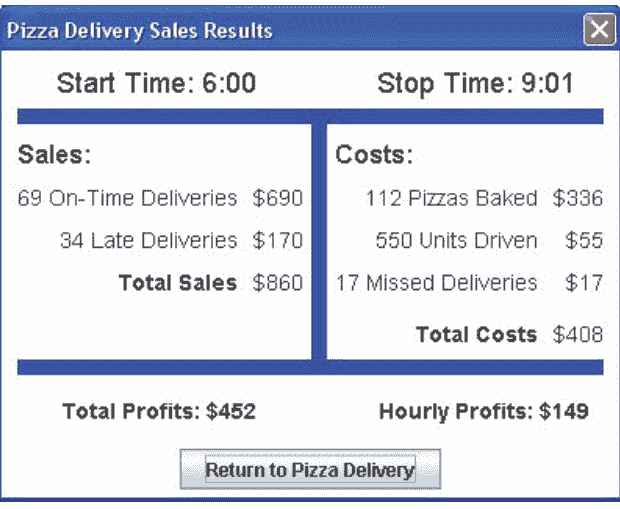 Pizza Delivery Sales Results
Start Time: 6:00
Stop Time: 9:01
Sales:
69 On-Time Deliveries $690
34 Late Deliveries $170
Total Sales $860
Costs:
112 Pizzas Baked $336
550 Units Driven $55
17 Missed Deliveries $17
Total Costs $408
Total Profits: $452
Hourly Profits: $149
Return to Pizza Delivery